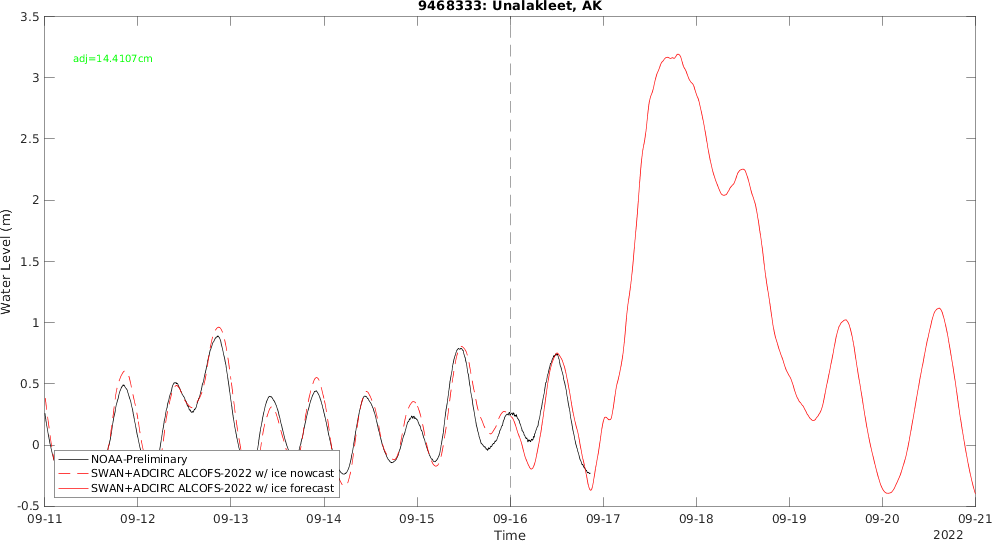 9468333: Unalakleet, AK
adj=14.4107cm
3.5
3
2.5
2
1.5
1
0.5
0
-0.5
Water Level (m)
NOAA-Preliminary
SWAN+ADCIRC ALCOFS-2022 w/ ice nowcast
SWAN+ADCIRC ALCOFS-2022 w/ ice forecast
09-11 09-12 09-13 09-14 09-15 09-16 09-17 09-18 09-19 09-20 09-21
Time
2022